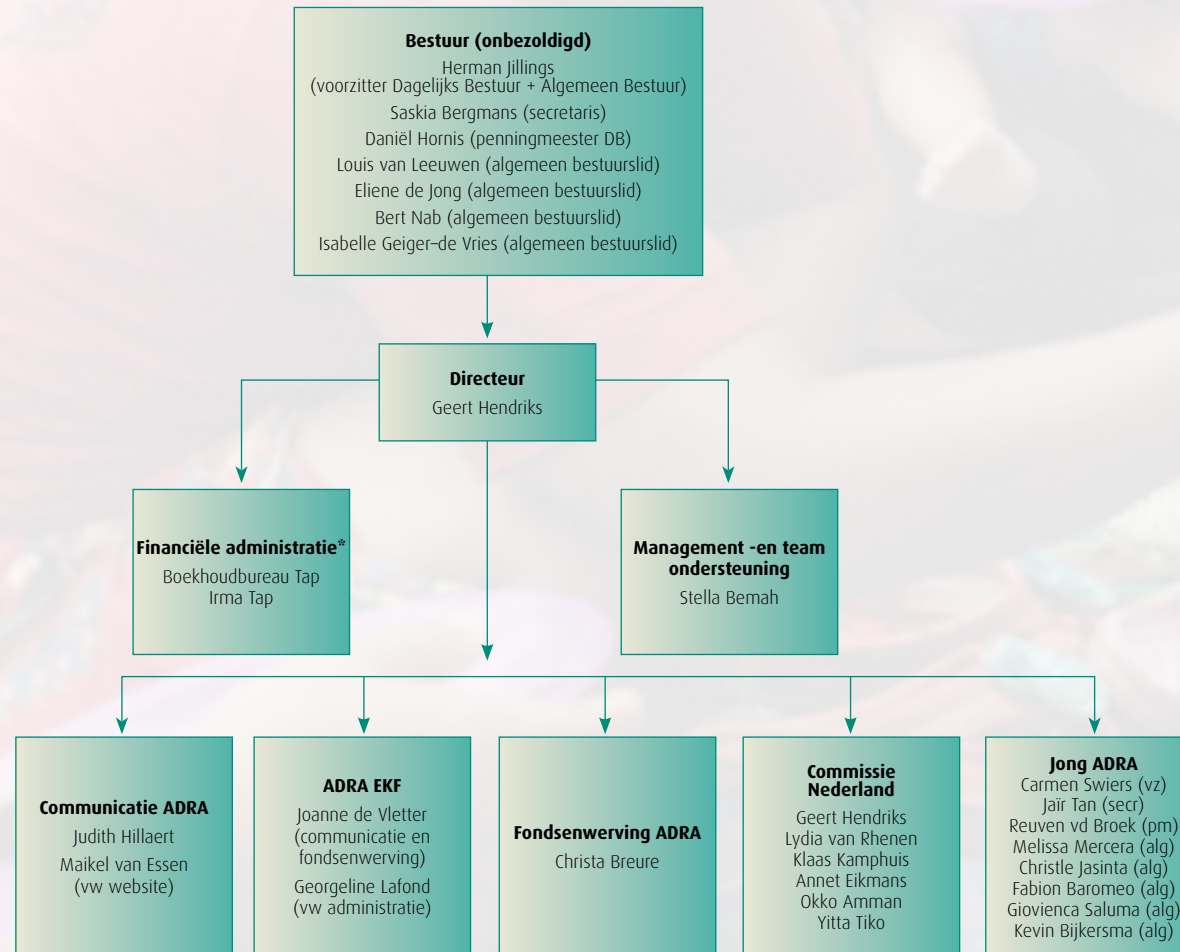 Bestuur (onbezoldigd)
Herman Jillings
(voorzitter Dagelijks Bestuur + Algemeen Bestuur)
Saskia Bergmans (secretaris)
Daniël Hornis (penningmeester DB)
Louis van Leeuwen (algemeen bestuurslid)
Eliene de Jong (algemeen bestuurslid)
Bert Nab (algemeen bestuurslid)
Isabelle Geiger–de Vries (algemeen bestuurslid)
Directeur
Geert Hendriks
Financiële administratie*
Boekhoudbureau Tap
Irma Tap
Management -en team
ondersteuning
Stella Bemah
Communicatie ADRA
Judith Hillaert
Maikel van Essen
(vw website)
ADRA EKF
Joanne de Vletter
(communicatie en
fondsenwerving)
Georgeline Lafond
(vw administratie)
Fondsenwerving ADRA
Christa Breure
Commissie
Nederland
Geert Hendriks
Lydia van Rhenen
Klaas Kamphuis
Annet Eikmans
Okko Amman
Yitta Tiko
Jong ADRA
Carmen Swiers (vz)
Jaïr Tan (secr)
Reuven vd Broek (pm)
Melissa Mercera (alg)
Christle Jasinta (alg)
Fabion Baromeo (alg)
Giovienca Saluma (alg)
Kevin Bijkersma (alg)